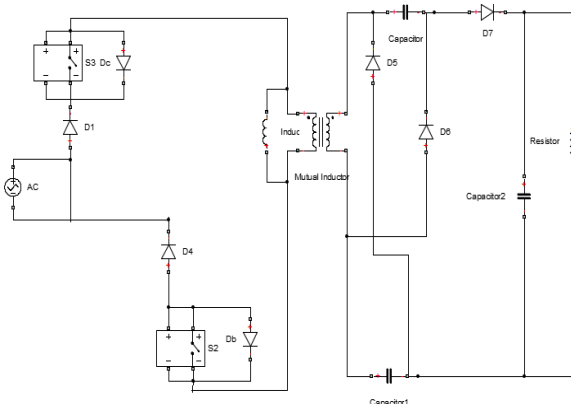 D7
Capacitor
S3
Dc
D5
D1
Induc
D6
Resistor
Mutual Inductor
AC
Capacitor2
D4
S2
Db
Capacitor1